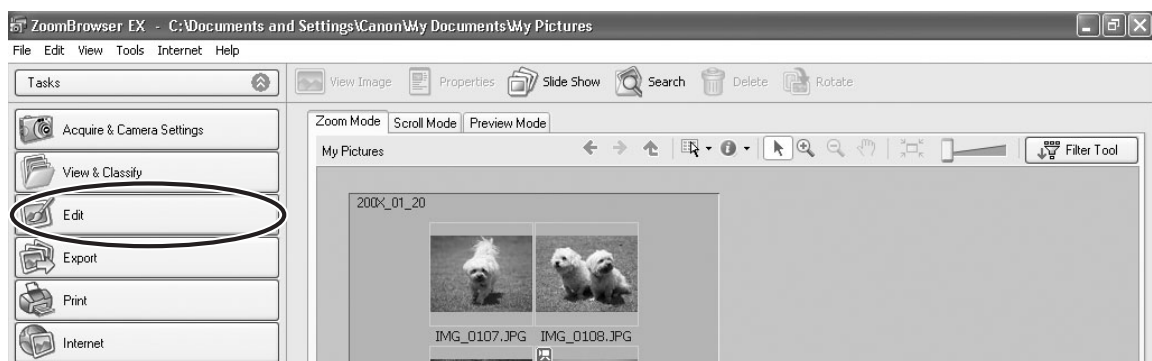 ZoomBrowser EX - C:\Documents and Settings\Canon\My Documents\My Pictures
File Edit View Tools Internet Help
Tasks
View Image Properties Slide Show Search Delete Rotate
Acquire & Camera Settings
View & Classify
Edit
Export
Print
Internet
Zoom Mode Scroll Mode Preview Mode
My Pictures
Filter Tool
200X_01_20
IMG_0107.JPG IMG_0108.JPG